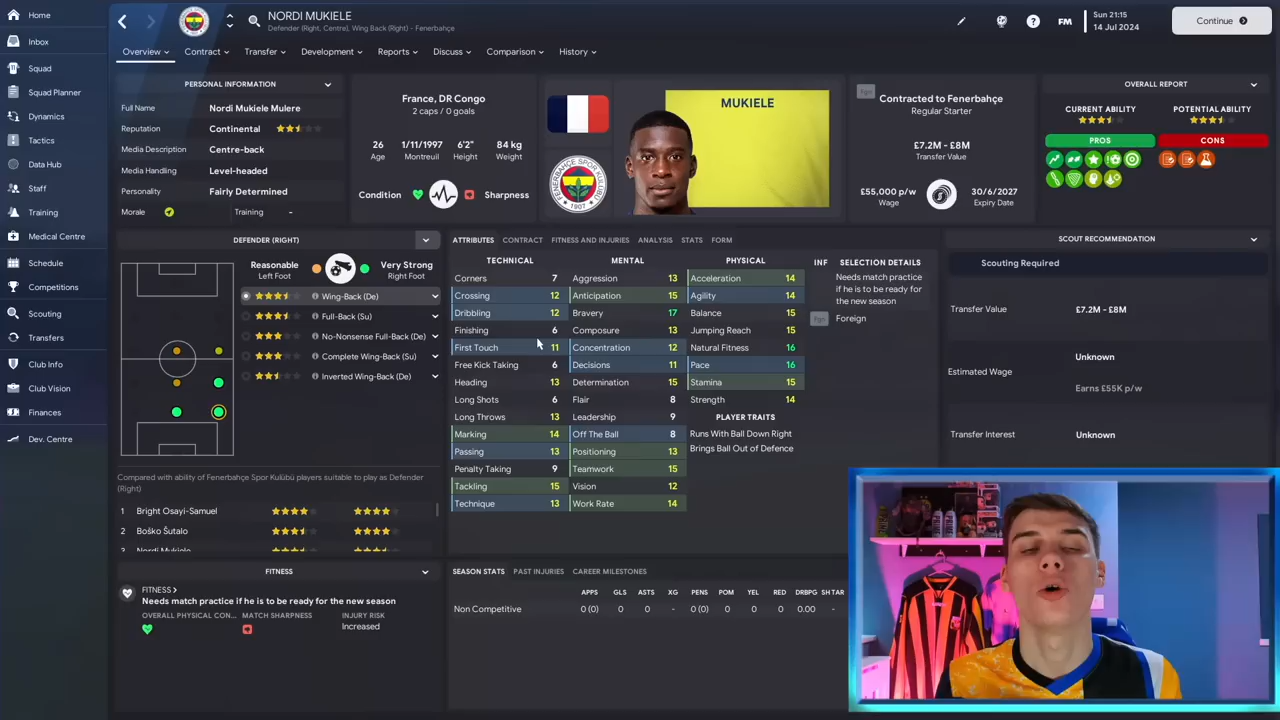 Home
Inbox
Squad
Squad Planner
Dynamics
Tactics
Data Hub
Staff
Training
Medical Centre
Schedule
Competitions
Scouting
Transfers
Club Info
Club Vision
Finances
Dev. Centre
NORDI MUKIELE
Defender (Right, Centre), Wing Back (Right) - Fenerbahçe
FM
Sun 21:15
14 Jul 2024
Continue
Overview
Contract
Transfer
Development
Reports
Discuss
Comparison
History
PERSONAL INFORMATION
Full Name Nordi Mukiele Mulere
Reputation Continental
Media Description Centre-back
Media Handling Level-headed
Personality Fairly Determined
Morale Training -
France, DR Congo
2 caps / 0 goals
26 1/11/1997 6'2" 84 kg
Age Montreuil Height Weight
Condition Sharpness
FENERBAHÇE SPOR KULÜBÜ
1907
MUKIELE
Fgn
Contracted to Fenerbahçe
Regular Starter
£7.2M - £8M
Transfer Value
£55,000 p/w 30/6/2027
Wage Expiry Date
OVERALL REPORT
CURRENT ABILITY POTENTIAL ABILITY
PROS CONS
DEFENDER (RIGHT)
Reasonable Very Strong
Left Foot Right Foot
Wing-Back (De)
Full-Back (Su)
No-Nonsense Full-Back (De)
Complete Wing-Back (Su)
Inverted Wing-Back (De)
Compared with ability of Fenerbahçe Spor Kulübü players suitable to play as Defender
(Right)
1 Bright Osayi-Samuel
2 Boško Šutalo
3 Nordi Mukiele
ATTRIBUTES CONTRACT FITNESS AND INJURIES ANALYSIS STATS FORM
TECHNICAL MENTAL PHYSICAL
Corners 7 Aggression 13 Acceleration 14
Crossing 12 Anticipation 15 Agility 14
Dribbling 12 Bravery 17 Balance 15
Finishing 6 Composure 13 Jumping Reach 15
First Touch 11 Concentration 12 Natural Fitness 16
Free Kick Taking 6 Decisions 11 Pace 16
Heading 13 Determination 15 Stamina 15
Long Shots 6 Flair 8 Strength 14
Long Throws 13 Leadership 9 PLAYER TRAITS
Marking 14 Off The Ball 8 Runs With Ball Down Right
Passing 13 Positioning 13 Brings Ball Out of Defence
Penalty Taking 9 Teamwork 15
Tackling 15 Vision 12
Technique 13 Work Rate 14
INF SELECTION DETAILS
Needs match practice
if he is to be ready for
the new season
Fgn Foreign
SCOUT RECOMMENDATION
Scouting Required
Transfer Value £7.2M - £8M
Estimated Wage Unknown
Earns £55K p/w
Transfer Interest Unknown
FITNESS
FITNESS >
Needs match practice if he is to be ready for the new season
OVERALL PHYSICAL CON... MATCH SHARPNESS INJURY RISK
Increased
SEASON STATS PAST INJURIES CAREER MILESTONES
APPS GLS ASTS XG PENS POM YEL RED DRBPG SH TAR
Non Competitive 0 (0) 0 0 - 0 (0) 0 0 0 0.00 -